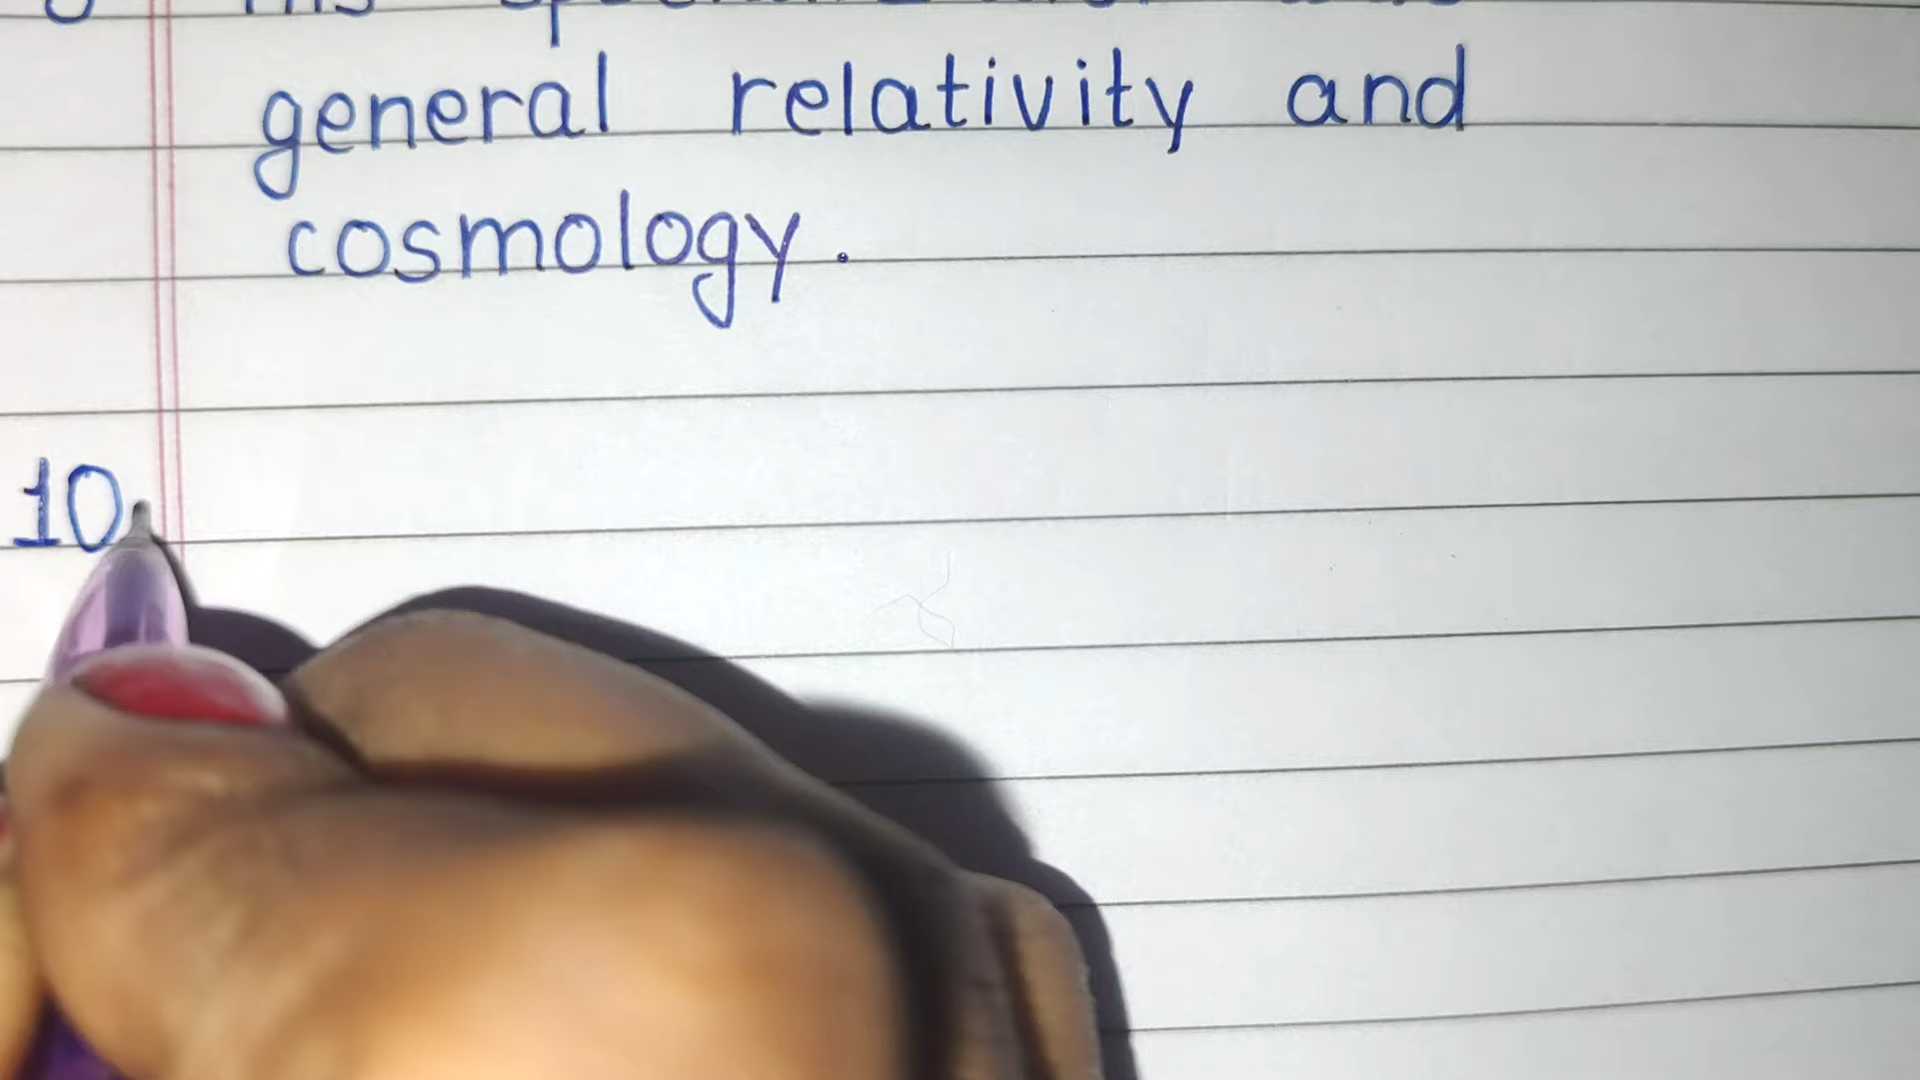 general relativity and
cosmology.
10